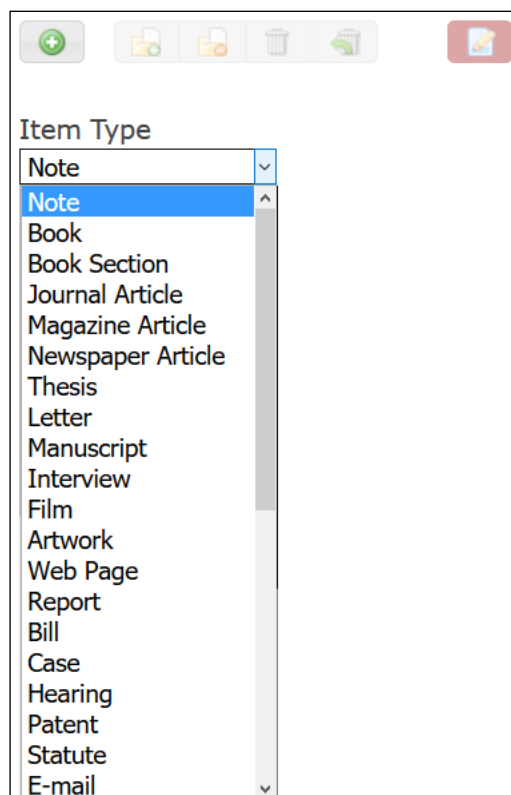 Item Type
Note
Note
Book
Book Section
Journal Article
Magazine Article
Newspaper Article
Thesis
Letter
Manuscript
Interview
Film
Artwork
Web Page
Report
Bill
Case
Hearing
Patent
Statute
E-mail